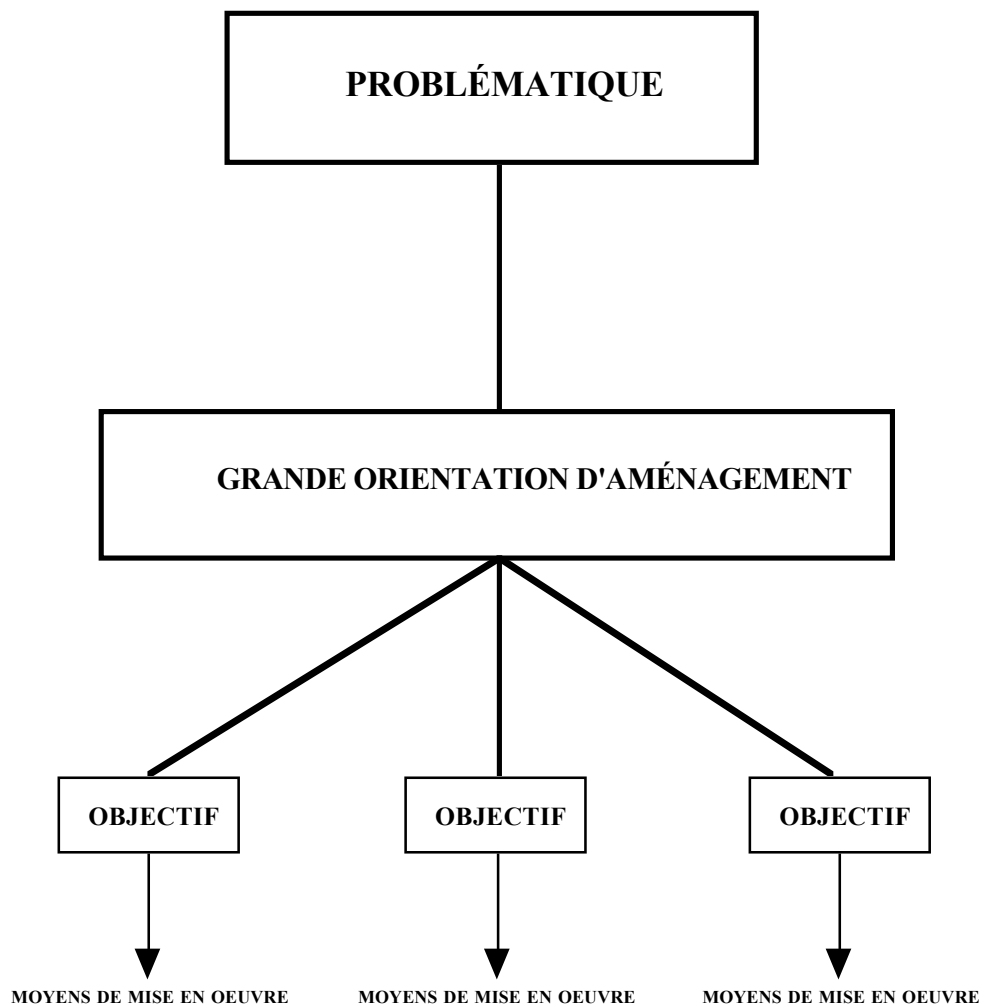 PROBLÉMATIQUE
GRANDE ORIENTATION D'AMÉNAGEMENT
OBJECTIF
OBJECTIF
OBJECTIF
MOYENS DE MISE EN OEUVRE
MOYENS DE MISE EN OEUVRE
MOYENS DE MISE EN OEUVRE